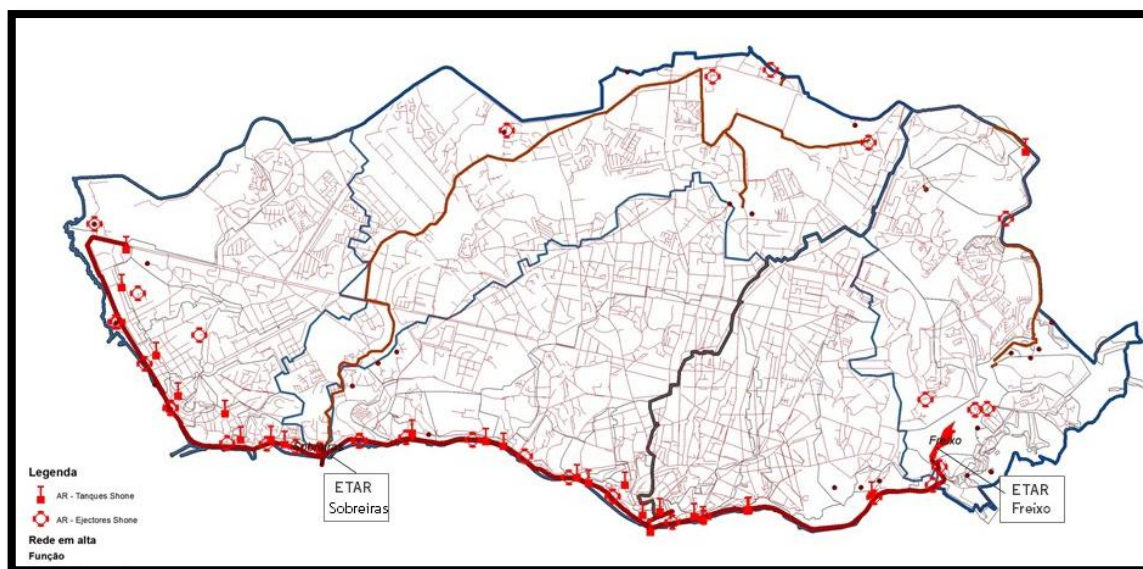 Freixo
ETAR
Sobreiras
ETAR
Freixo
Legenda
AR - Tanques Shone
AR - Ejectores Shone
Rede em alta
Função